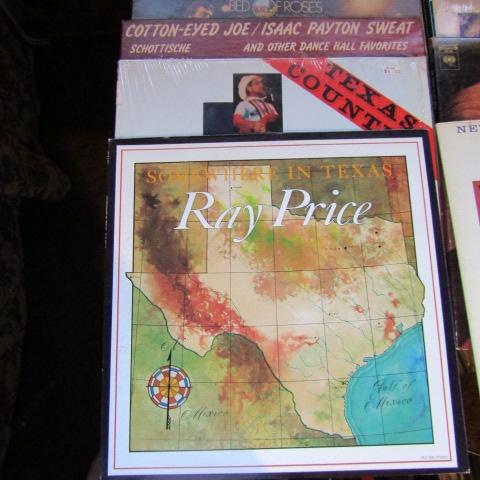 BED OF ROSES
COTTON-EYED JOE/ISAAC PAYTON SWEAT
SCHOTTISCHE AND OTHER DANCE HALL FAVORITES
TEXAS
COUNT
SOMEWHERE IN TEXAS
Ray Price
Gulf of
Mexico
Mexico
NE